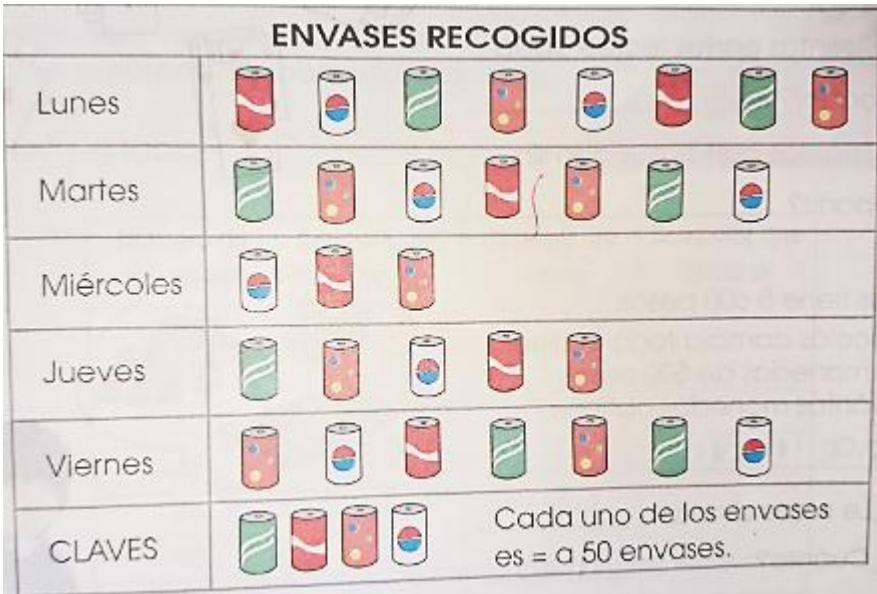 ENVASES RECOGIDOS
Lunes
Martes
Miércoles
Jueves
Viernes
CLAVES
Cada uno de los envases
es = a 50 envases.